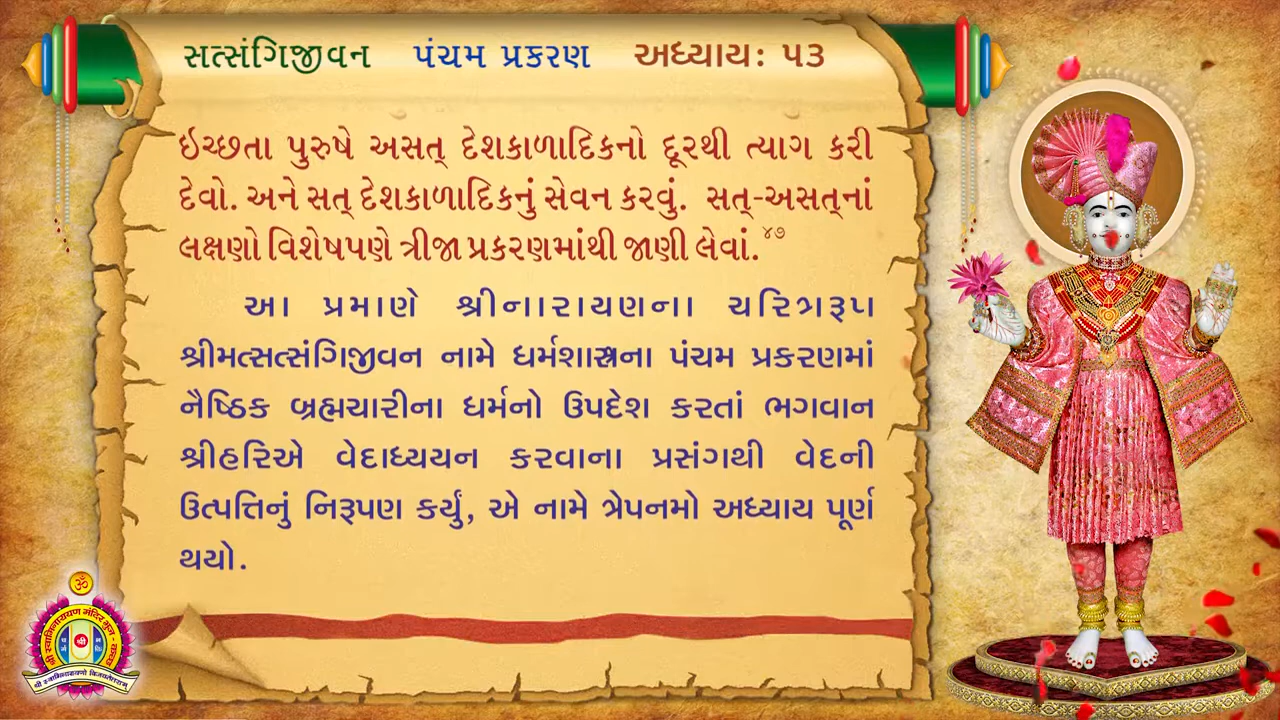 સત્સંગિજીવન પંચમ પ્રકરણ અધ્યાય: ૫૩
ઇચ્છતા પુરુષે અસત્ દેશકાળાદિકનો દૂરથી ત્યાગ કરી
દેવો. અને સત્ દેશકાળાદિકનું સેવન કરવું. સત્-અસત્નાં
લક્ષણો વિશેષપણે ત્રીજા પ્રકરણમાંથી જાણી લેવાં. ૪૭
આ પ્રમાણે શ્રીનારાયણના ચરિત્રરૂપ
શ્રીમત્સત્સંગિજીવન નામે ધર્મશાસ્ત્રના પંચમ પ્રકરણમાં
નૈષ્ઠિક બ્રહ્મચારીના ધર્મનો ઉપદેશ કરતાં ભગવાન
શ્રીહરિએ વેદાધ્યયન કરવાના પ્રસંગથી વેદની
ઉત્પત્તિનું નિરૂપણ કર્યું, એ નામે ત્રેપનમો અધ્યાય પૂર્ણ
થયો.
ૐ
શ્રી સ્વામિનારાયણ મંદિર ભુજ
શ્રી